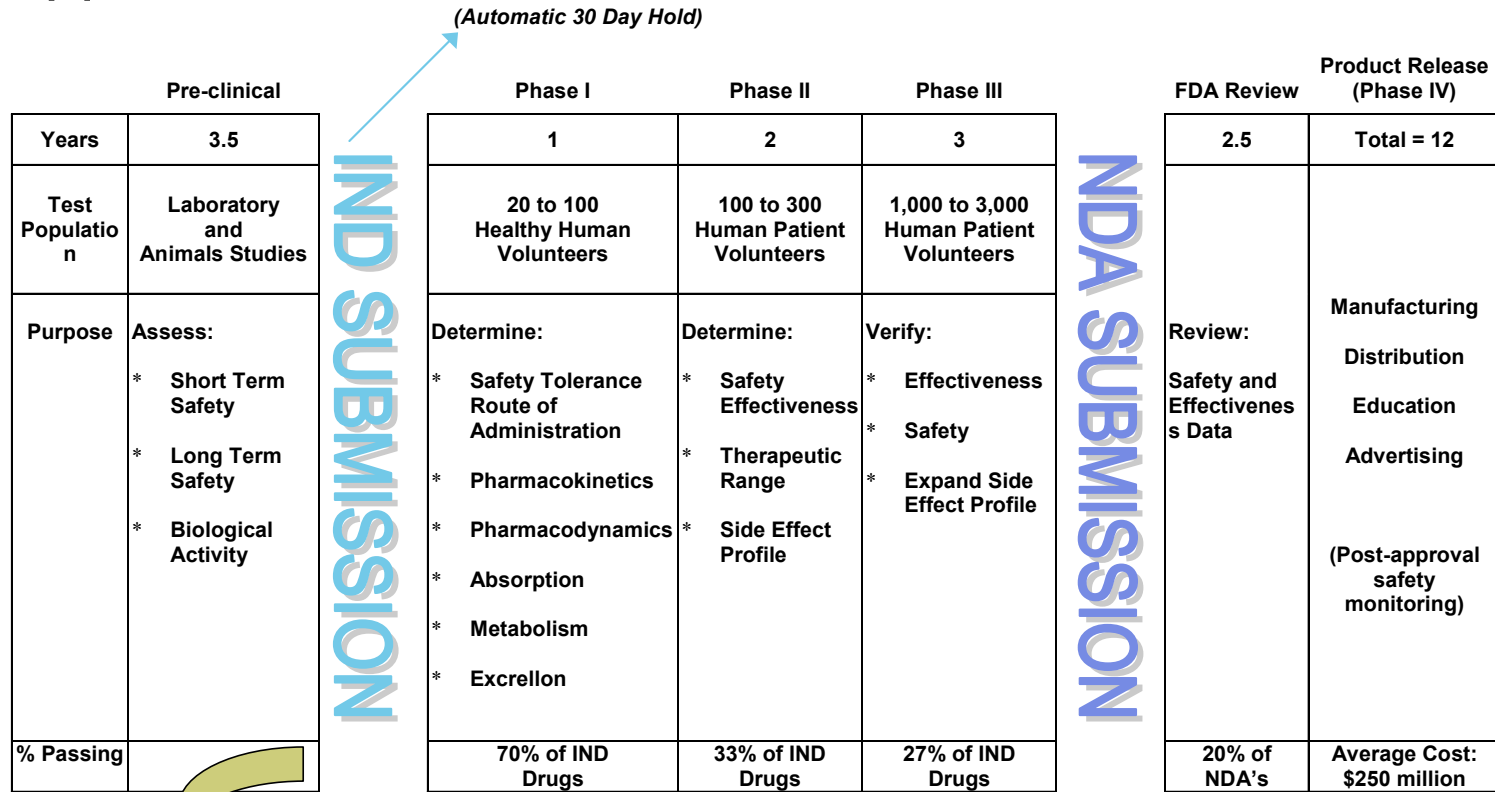 (Automatic 30 Day Hold)
Pre-clinical
Phase I
Phase II
Phase III
FDA Review
Product Release
(Phase IV)
Years
3.5
1
2
3
2.5
Total = 12
Test
Populatio
n
Laboratory
and
Animals Studies
20 to 100
Healthy Human
Volunteers
100 to 300
Human Patient
Volunteers
1,000 to 3,000
Human Patient
Volunteers
IND SUBMISSION
NDA SUBMISSION
Purpose
Assess:
* Short Term
Safety
* Long Term
Safety
* Biological
Activity
Determine:
* Safety Tolerance
Route of
Administration
* Pharmacokinetics
* Pharmacodynamics
* Absorption
* Metabolism
* Excrellon
Determine:
* Safety
Effectiveness
* Therapeutic
Range
* Side Effect
Profile
Verify:
* Effectiveness
* Safety
* Expand Side
Effect Profile
Review:
Safety and
Effectivenes
s Data
Manufacturing
Distribution
Education
Advertising
(Post-approval
safety
monitoring)
% Passing
70% of IND
Drugs
33% of IND
Drugs
27% of IND
Drugs
20% of
NDA's
Average Cost:
$250 million